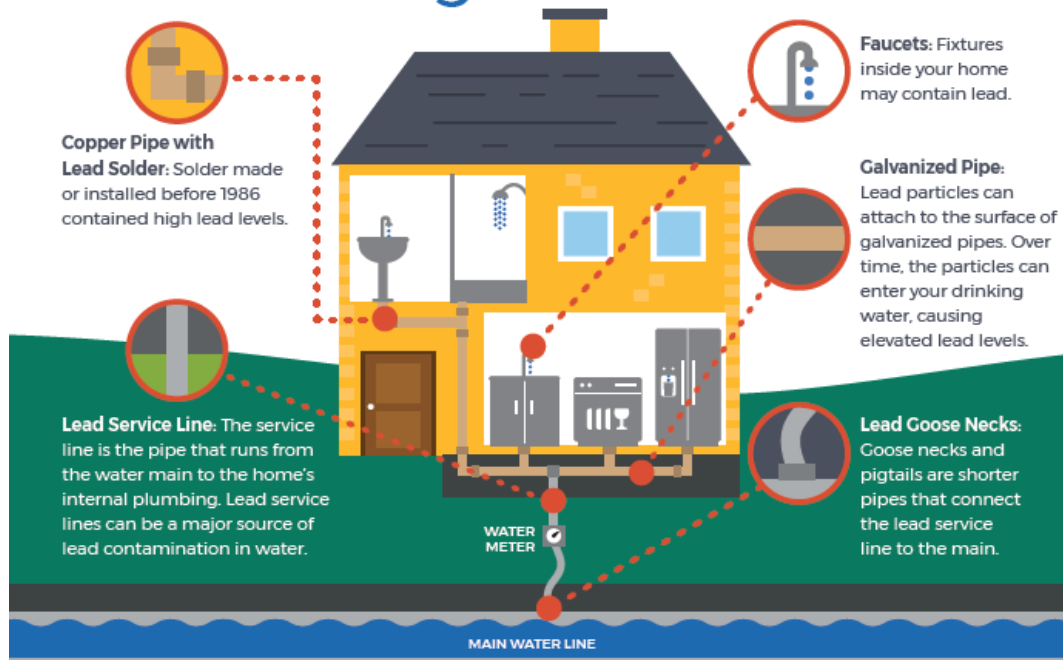 Copper Pipe with
Lead Solder: Solder made
or installed before 1986
contained high lead levels.
Lead Service Line: The service
line is the pipe that runs from
the water main to the home's
internal plumbing. Lead service
lines can be a major source of
lead contamination in water.
Faucets: Fixtures
inside your home
may contain lead.
Galvanized Pipe:
Lead particles can
attach to the surface of
galvanized pipes. Over
time, the particles can
enter your drinking
water, causing
elevated lead levels.
Lead Goose Necks:
Goose necks and
pigtails are shorter
pipes that connect
the lead service
line to the main.
WATER
METER
MAIN WATER LINE